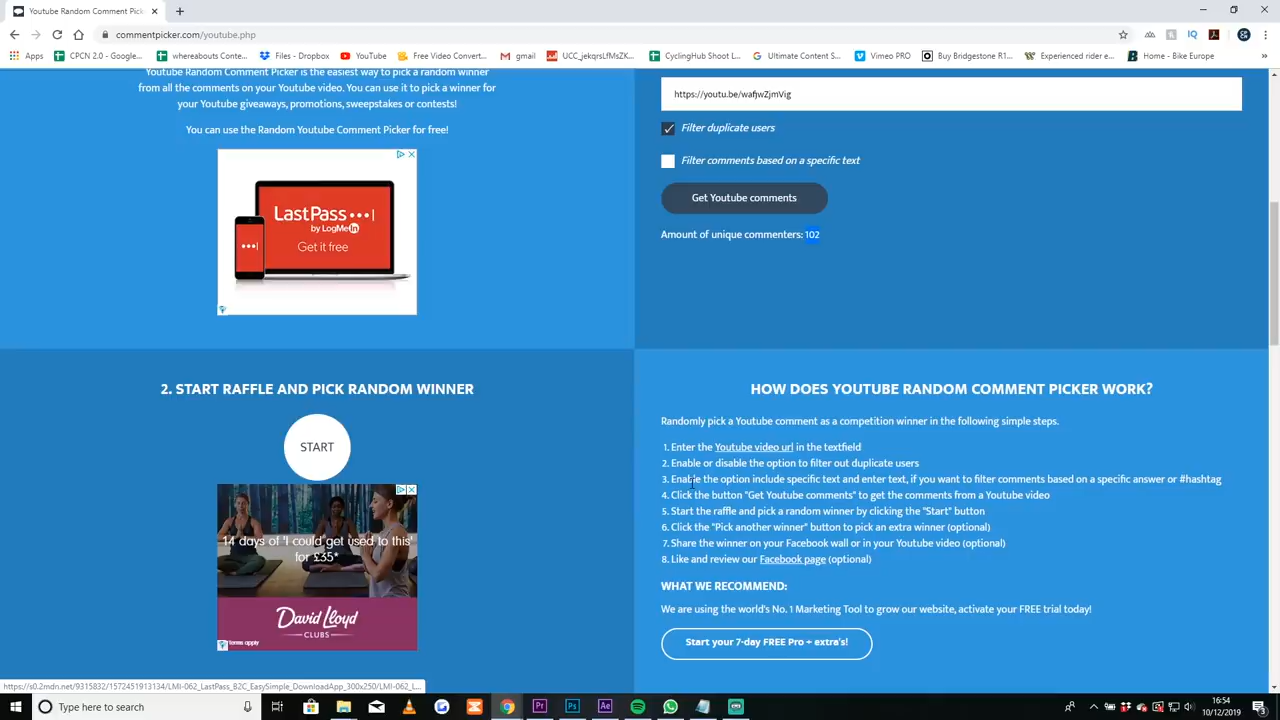 Youtube Random Comment Pick
commentpicker.com/youtube.php
Apps
CPCN 2.0 - Google...
whereabouts Conte...
Files - Dropbox
YouTube
Free Video Convert...
gmail
CyclingHub Shoot L...
Ultimate Content S...
Vimeo PRO
Buy Bridgestone R1...
Experienced rider e...
Home - Bike Europe
Youtube Random Comment Picker is the easiest way to pick a random winner
from all the comments on your Youtube video. You can use it to pick a winner for
your Youtube giveaways, promotions, sweepstakes or contests!
You can use the Random Youtube Comment Picker for free!
LastPass •••|
by LogMeIn
Get it free
https://youtu.be/wafjwZjmVig
Filter duplicate users
Filter comments based on a specific text
Get Youtube comments
Amount of unique commenters: 102
2. START RAFFLE AND PICK RANDOM WINNER
START
14 days of 'I could get used to this'
for £35*
David Lloyd
CLUBS
terms apply
HOW DOES YOUTUBE RANDOM COMMENT PICKER WORK?
Randomly pick a Youtube comment as a competition winner in the following simple steps.
1. Enter the Youtube video url in the textfield
2. Enable or disable the option to filter out duplicate users
3. Enable the option include specific text and enter text, if you want to filter comments based on a specific answer or #hashtag
4. Click the button "Get Youtube comments" to get the comments from a Youtube video
5. Start the raffle and pick a random winner by clicking the "Start" button
6. Click the "Pick another winner" button to pick an extra winner (optional)
7. Share the winner on your Facebook wall or in your Youtube video (optional)
8. Like and review our Facebook page (optional)
WHAT WE RECOMMEND:
We are using the world's No. 1 Marketing Tool to grow our website, activate your FREE trial today!
Start your 7-day FREE Pro + extra's!
https://s0.2mdn.net/9315832/1572451913134/LMI-062_LastPass_B2C_EasySimple_DownloadApp_300x250/LMI-062_L...
Type here to search
16:54
10/12/2019